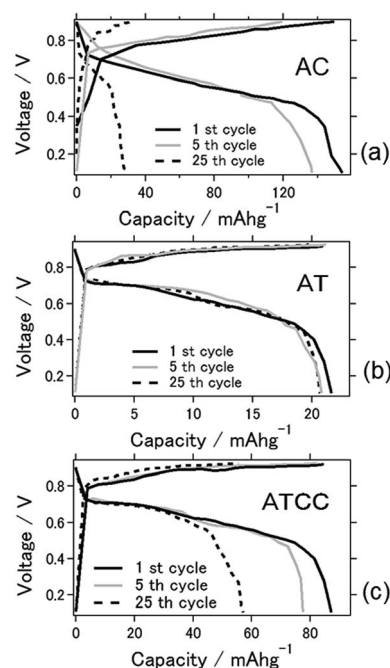 0.8
0.6
0.4
0.2
Voltage / V
AC
1 st cycle
5 th cycle
25 th cycle
0
40
80
120
Capacity / mAhg⁻¹
(a)
0.8
0.6
0.4
0.2
Voltage / V
AT
1 st cycle
5 th cycle
25 th cycle
0
5
10
15
20
Capacity / mAhg⁻¹
(b)
0.8
0.6
0.4
0.2
Voltage / V
ATCC
1 st cycle
5 th cycle
25 th cycle
0
20
40
60
80
Capacity / mAhg⁻¹
(c)